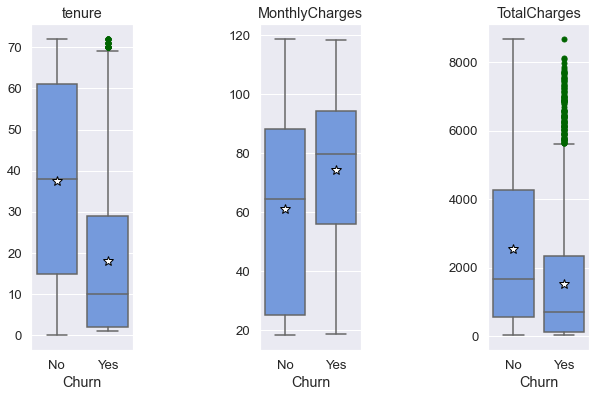 tenure
70
60
50
40
30
20
10
0
No Yes
Churn
MonthlyCharges
120
100
80
60
40
20
No Yes
Churn
TotalCharges
8000
6000
4000
2000
0
No Yes
Churn